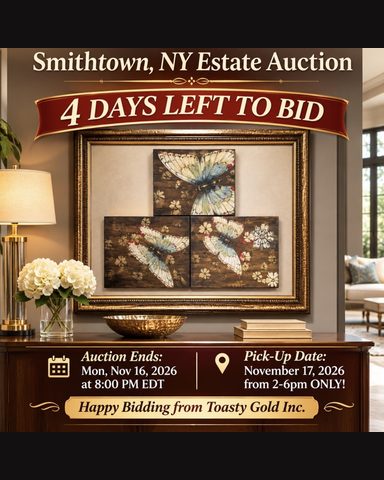 Smithtown, NY Estate Auction
4 DAYS LEFT TO BID
Auction Ends:
Mon, Nov 16, 2026
at 8:00 PM EDT
Pick-Up Date:
November 17, 2026
from 2-6pm ONLY!
Happy Bidding from Toasty Gold Inc.